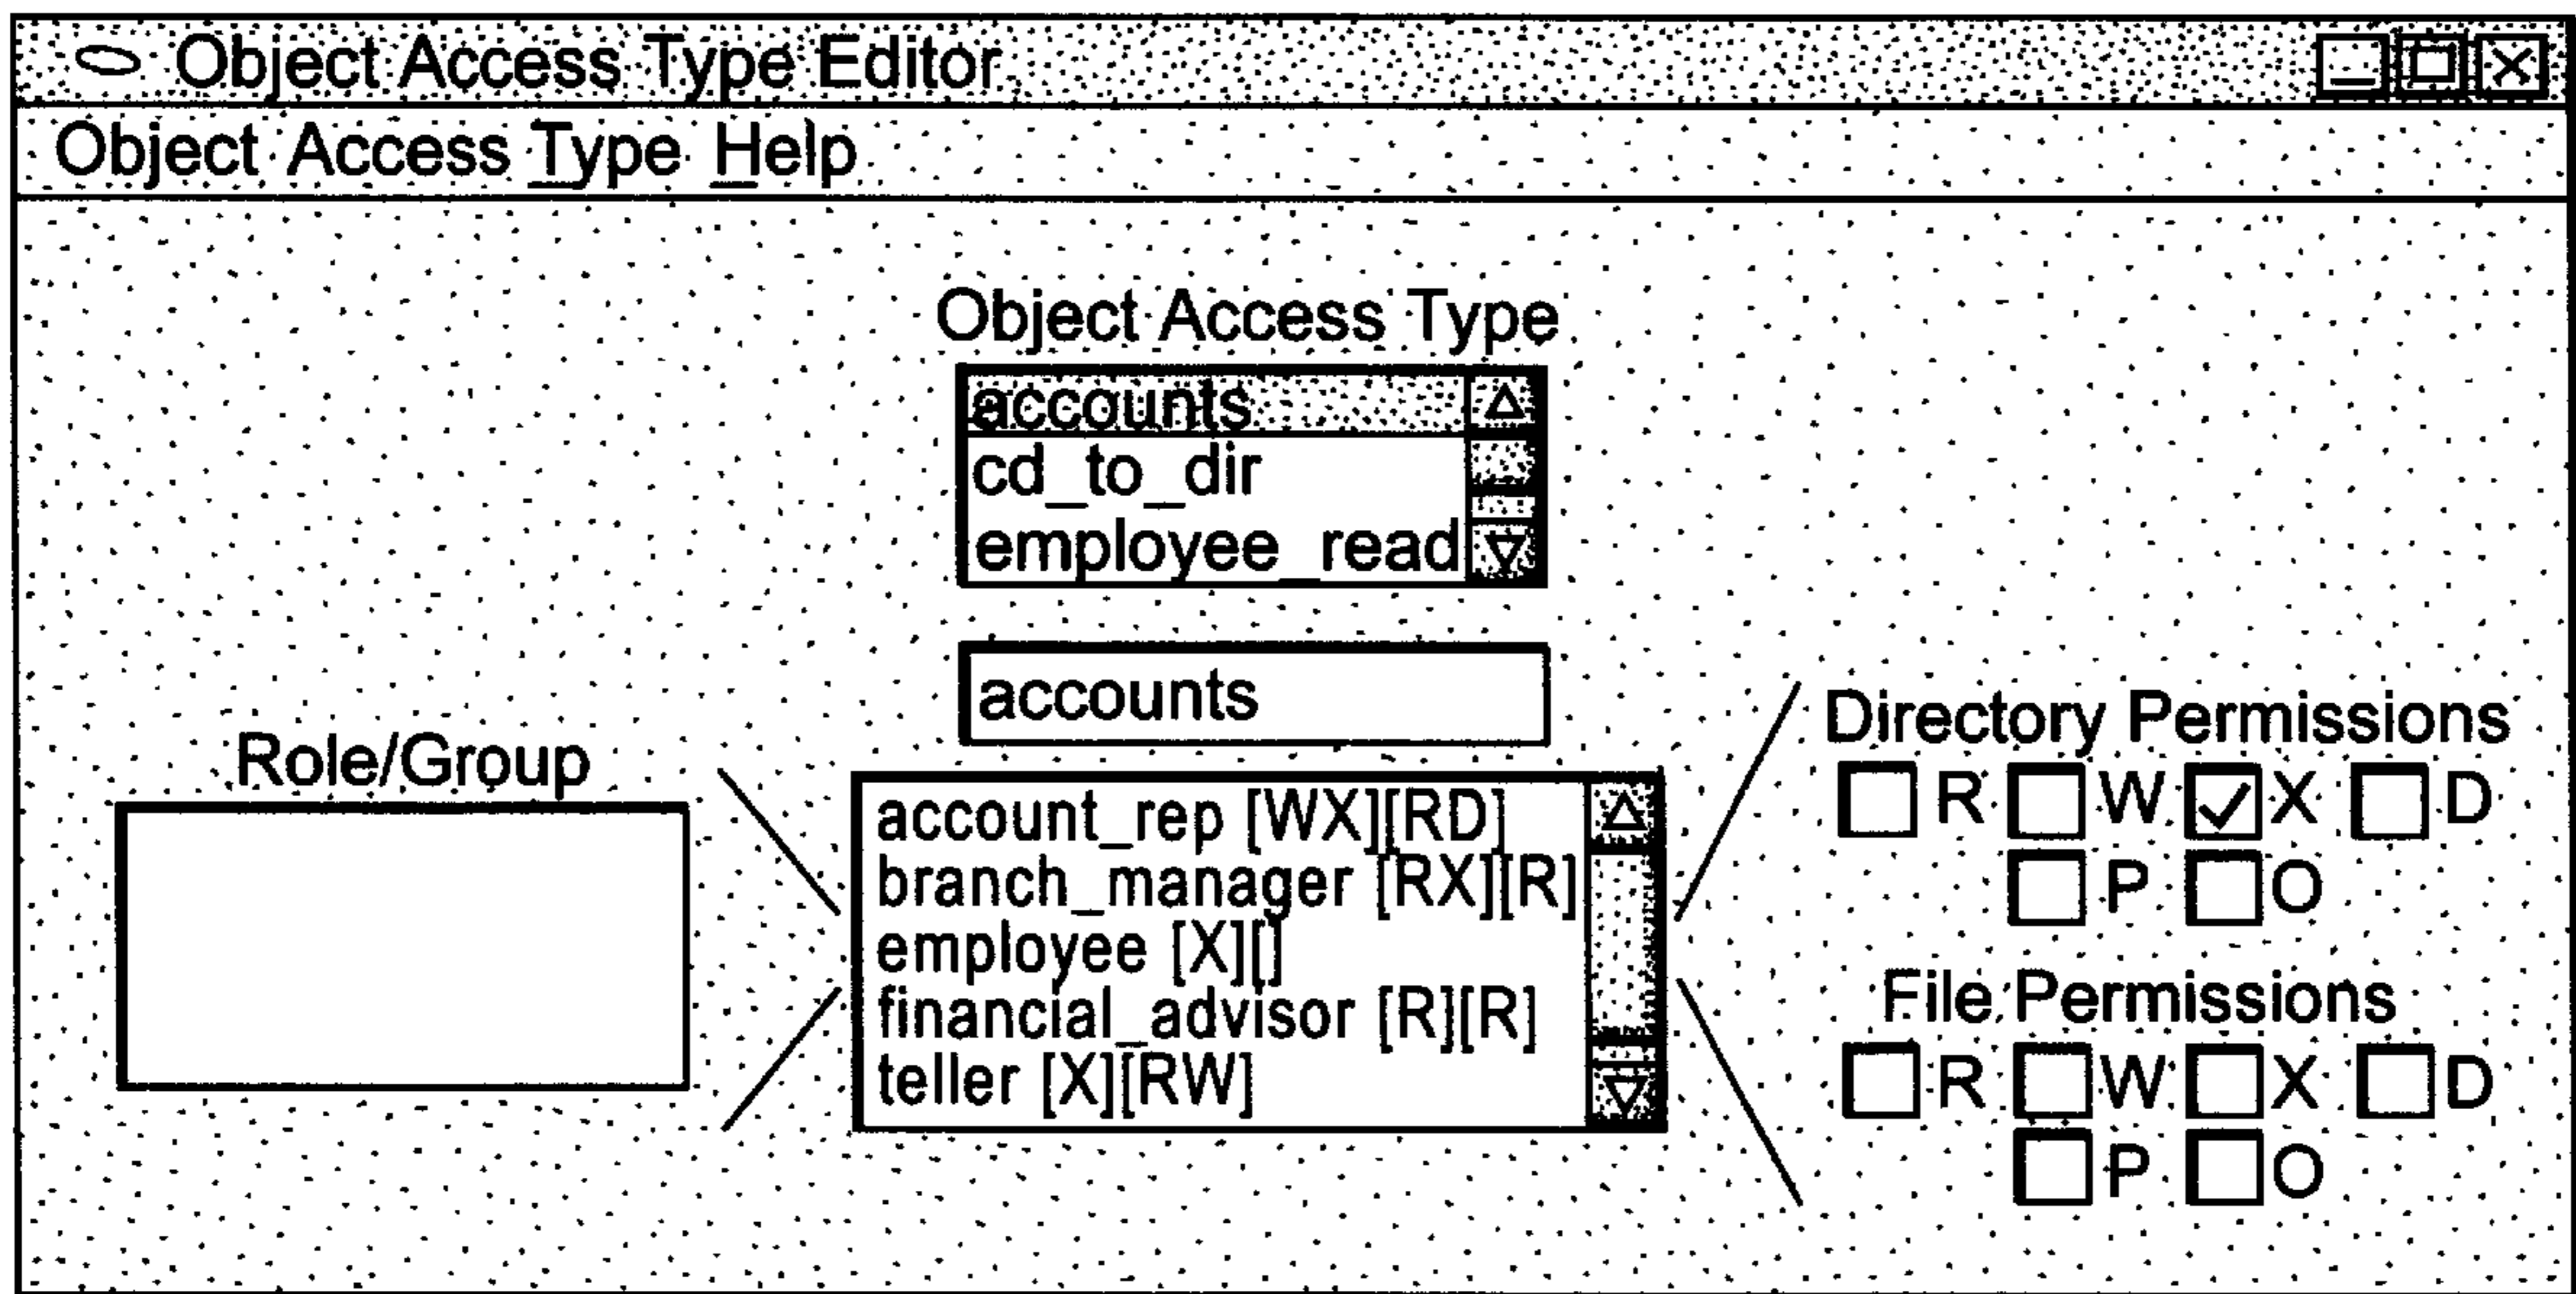 Object Access Type Editor
Object Access Type Help
Object Access Type
accounts
cd_to_dir
employee_read
accounts
Role/Group
account_rep [WX][RD]
branch_manager [RX][R]
employee [X][]
financial_advisor [R][R]
teller [X][RW]
Directory Permissions
R W X D
P O
File Permissions
R W X D
P O